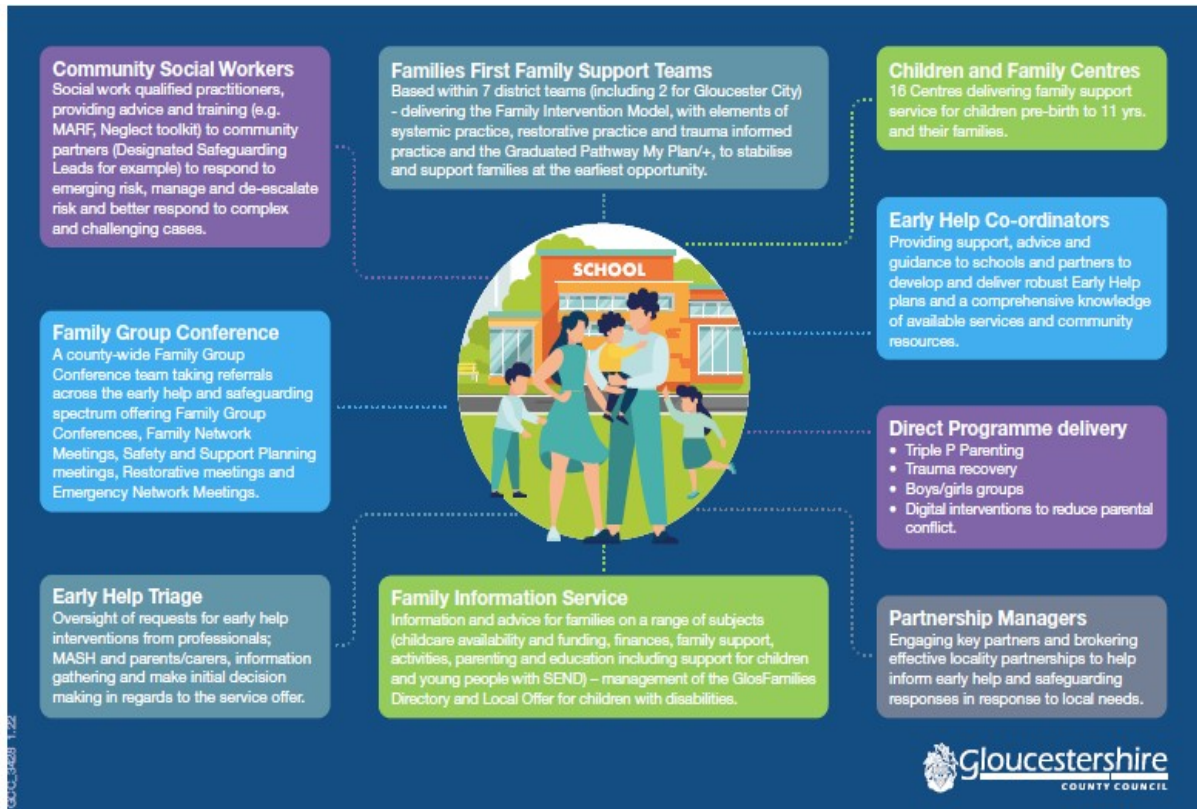 Community Social Workers
Social work qualified practitioners,
providing advice and training (e.g.
MARF, Neglect toolkit) to community
partners (Designated Safeguarding
Leads for example) to respond to
emerging risk, manage and de-escalate
risk and better respond to complex
and challenging cases.
Families First Family Support Teams
Based within 7 district teams (including 2 for Gloucester City)
- delivering the Family Intervention Model, with elements of
systemic practice, restorative practice and trauma informed
practice and the Graduated Pathway My Plan/+, to stabilise
and support families at the earliest opportunity.
Children and Family Centres
16 Centres delivering family support
service for children pre-birth to 11 yrs.
and their families.
Early Help Co-ordinators
Providing support, advice and
guidance to schools and partners to
develop and deliver robust Early Help
plans and a comprehensive knowledge
of available services and community
resources.
SCHOOL
Family Group Conference
A county-wide Family Group
Conference team taking referrals
across the early help and safeguarding
spectrum offering Family Group
Conferences, Family Network
Meetings, Safety and Support Planning
meetings, Restorative meetings and
Emergency Network Meetings.
Direct Programme delivery
• Triple P Parenting
• Trauma recovery
• Boys/girls groups
• Digital interventions to reduce parental
conflict.
Early Help Triage
Oversight of requests for early help
interventions from professionals;
MASH and parents/carers, information
gathering and make initial decision
making in regards to the service offer.
Family Information Service
Information and advice for families on a range of subjects
(childcare availability and funding, finances, family support,
activities, parenting and education including support for children
and young people with SEND) – management of the GlosFamilies
Directory and Local Offer for children with disabilities.
Partnership Managers
Engaging key partners and brokering
effective locality partnerships to help
inform early help and safeguarding
responses in response to local needs.
GCC_3428 1.22
Gloucestershire
COUNTY COUNCIL